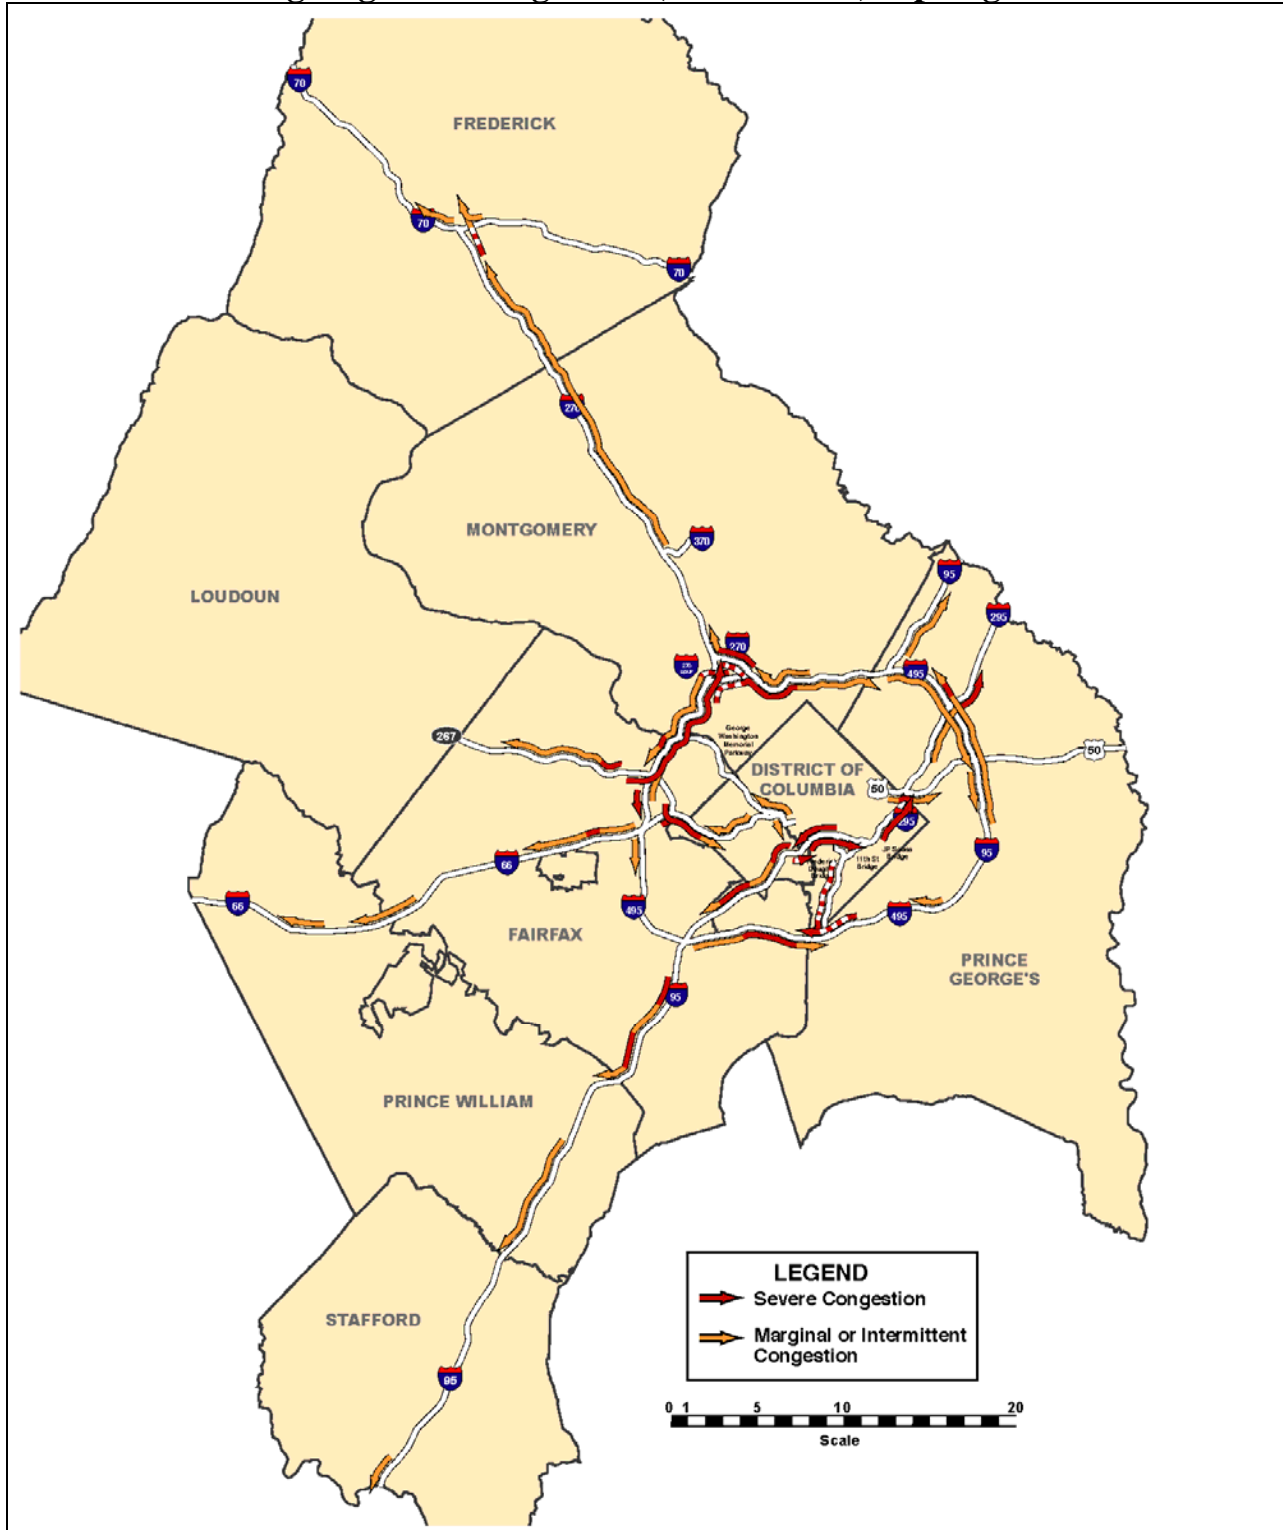 70
FREDERICK
70
70
270
MONTGOMERY
370
LOUDOUN
95
295
270
495
267
George
Washington
Memorial
Parkway
50
DISTRICT OF
COLUMBIA
50
295
66
11th St
Bridge
Bridge
95
66
495
495
FAIRFAX
PRINCE
GEORGE'S
95
PRINCE WILLIAM
LEGEND
Severe Congestion
Marginal or Intermittent
Congestion
STAFFORD
95
0 1 5 10 20
Scale